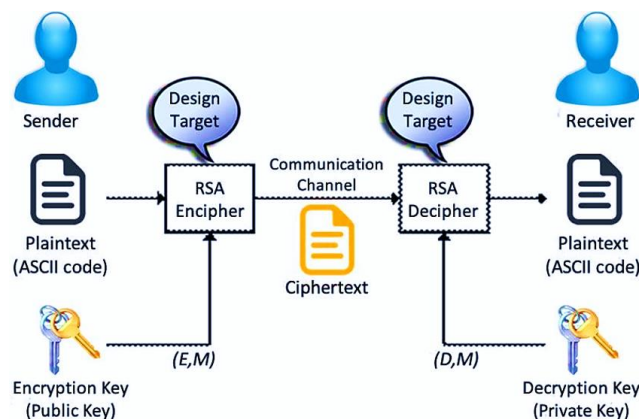 Sender
Design
Target
Design
Target
Receiver
RSA
Encipher
Communication
Channel
RSA
Decipher
Plaintext
(ASCII code)
Ciphertext
Plaintext
(ASCII code)
(E,M)
(D,M)
Encryption Key
(Public Key)
Decryption Key
(Private Key)